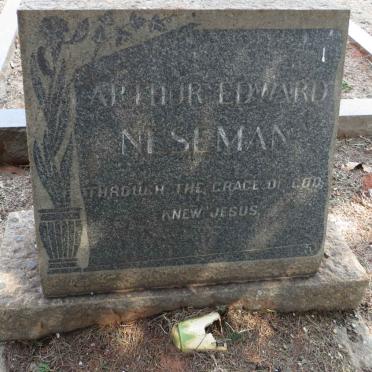 ARTHUR EDWARD
NESEMAN
THROUGH THE GRACE OF GOD,
KNEW JESUS.